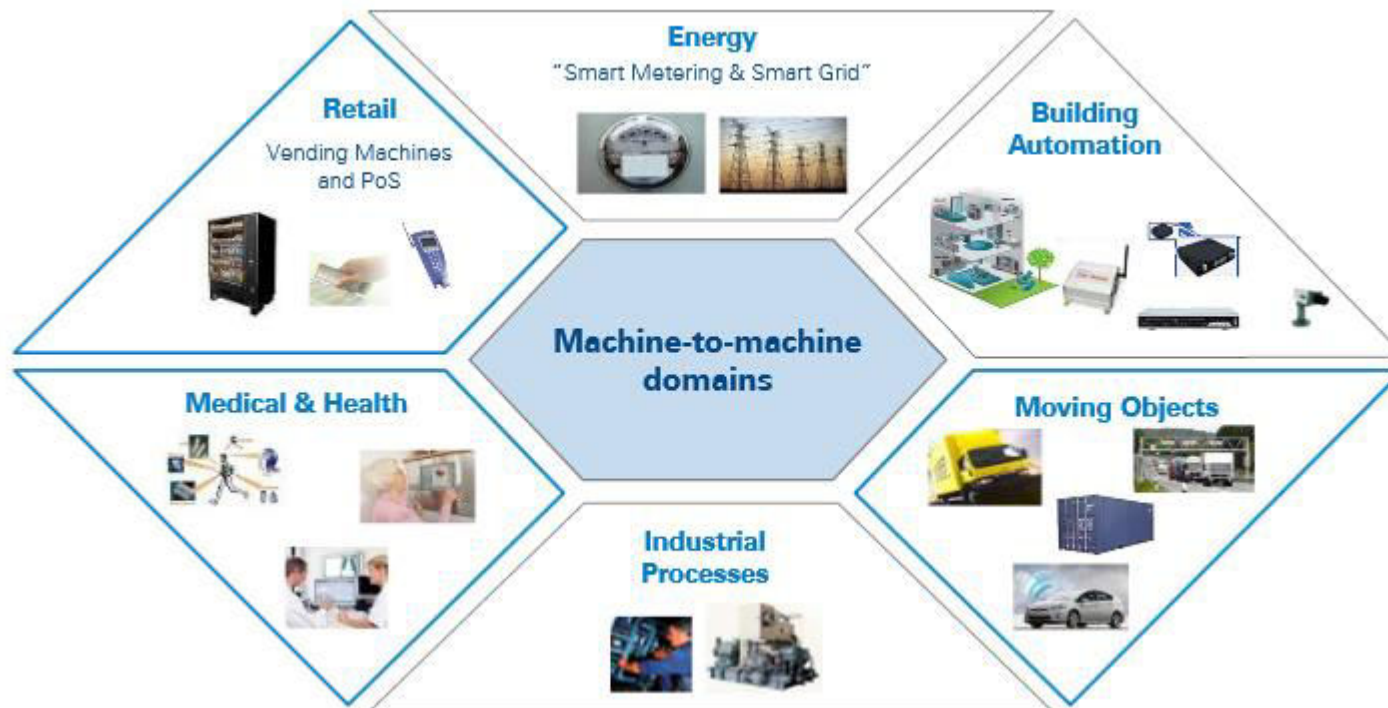 Energy
“Smart Metering & Smart Grid”
Retail
Vending Machines
and PoS
Building
Automation
Machine-to-machine
domains
Medical & Health
Moving Objects
Industrial
Processes